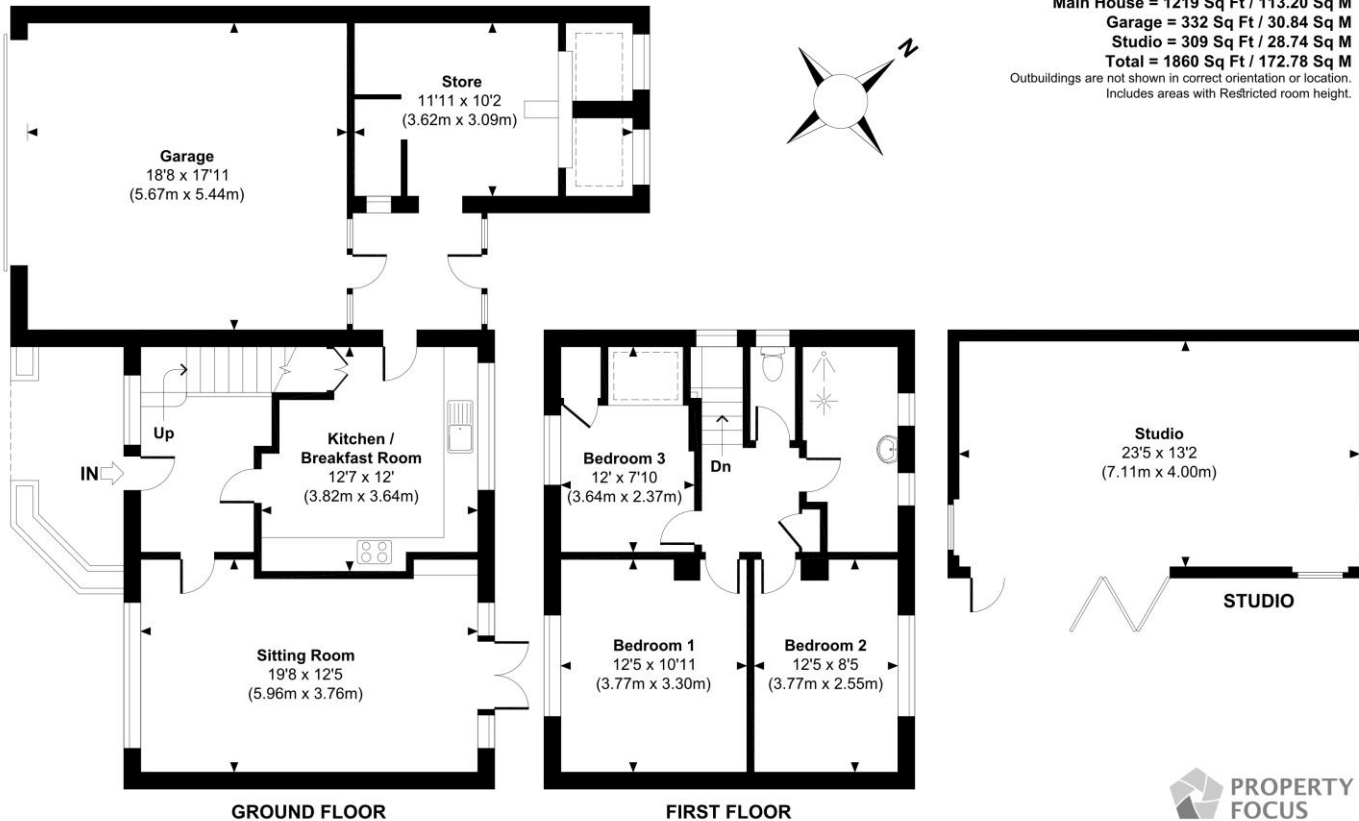 Main House = 1219 Sq Ft / 113.20 Sq M
Garage = 332 Sq Ft / 30.84 Sq M
Studio = 309 Sq Ft / 28.74 Sq M
Total = 1860 Sq Ft / 172.78 Sq M
Outbuildings are not shown in correct orientation or location.
Includes areas with Restricted room height.
N
Store
11'11 x 10'2
(3.62m x 3.09m)
Garage
18'8 x 17'11
(5.67m x 5.44m)
Up
IN
Kitchen /
Breakfast Room
12'7 x 12'
(3.82m x 3.64m)
Sitting Room
19'8 x 12'5
(5.96m x 3.76m)
GROUND FLOOR
Bedroom 3
12' x 7'10
(3.64m x 2.37m)
Dn
Bedroom 1
12'5 x 10'11
(3.77m x 3.30m)
Bedroom 2
12'5 x 8'5
(3.77m x 2.55m)
FIRST FLOOR
Studio
23'5 x 13'2
(7.11m x 4.00m)
STUDIO
PROPERTY
FOCUS